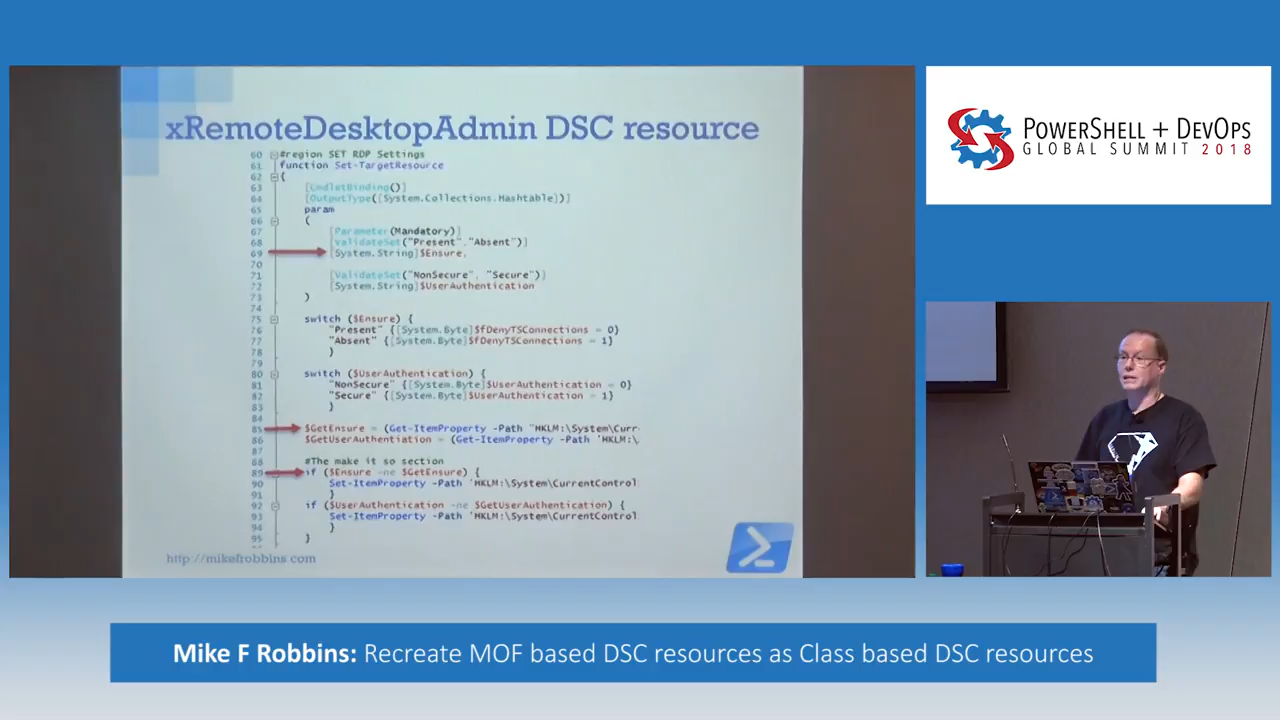 xRemoteDesktopAdmin DSC resource
60 #region SET RDP Settings
61 function Set-TargetResource
62 {
63 [CmdletBinding()]
64 [OutputType([System.Collections.Hashtable])]
65 param
66 (
67 [Parameter(Mandatory)]
68 [validateSet("Present","Absent")]
69 [System.String]$Ensure,
70
71 [ValidateSet("NonSecure", "Secure")]
72 [System.String]$UserAuthentication
73 )
74
75 switch ($Ensure) {
76 "Present" {[System.Byte]$fDenyTSConnections = 0}
77 "Absent" {[System.Byte]$fDenyTSConnections = 1}
78 }
79
80 switch ($UserAuthentication) {
81 "NonSecure" {[System.Byte]$UserAuthentication = 0}
82 "Secure" {[System.Byte]$UserAuthentication = 1}
83 }
84
85 $GetEnsure = (Get-ItemProperty -Path "HKLM:\System\Curr
86 $GetUserAuthentiation = (Get-ItemProperty -Path 'HKLM:\
87
88 #The make it so section
89 if ($Ensure -ne $GetEnsure) {
90 Set-ItemProperty -Path 'HKLM:\System\CurrentControl
91 }
92 if ($UserAuthentication -ne $GetUserAuthentication) {
93 Set-ItemProperty -Path 'HKLM:\System\CurrentControl
94 }
95 }
http://mikefrobbins.com
POWERSHELL + DEVOPS
GLOBAL SUMMIT 2018
Mike F Robbins: Recreate MOF based DSC resources as Class based DSC resources